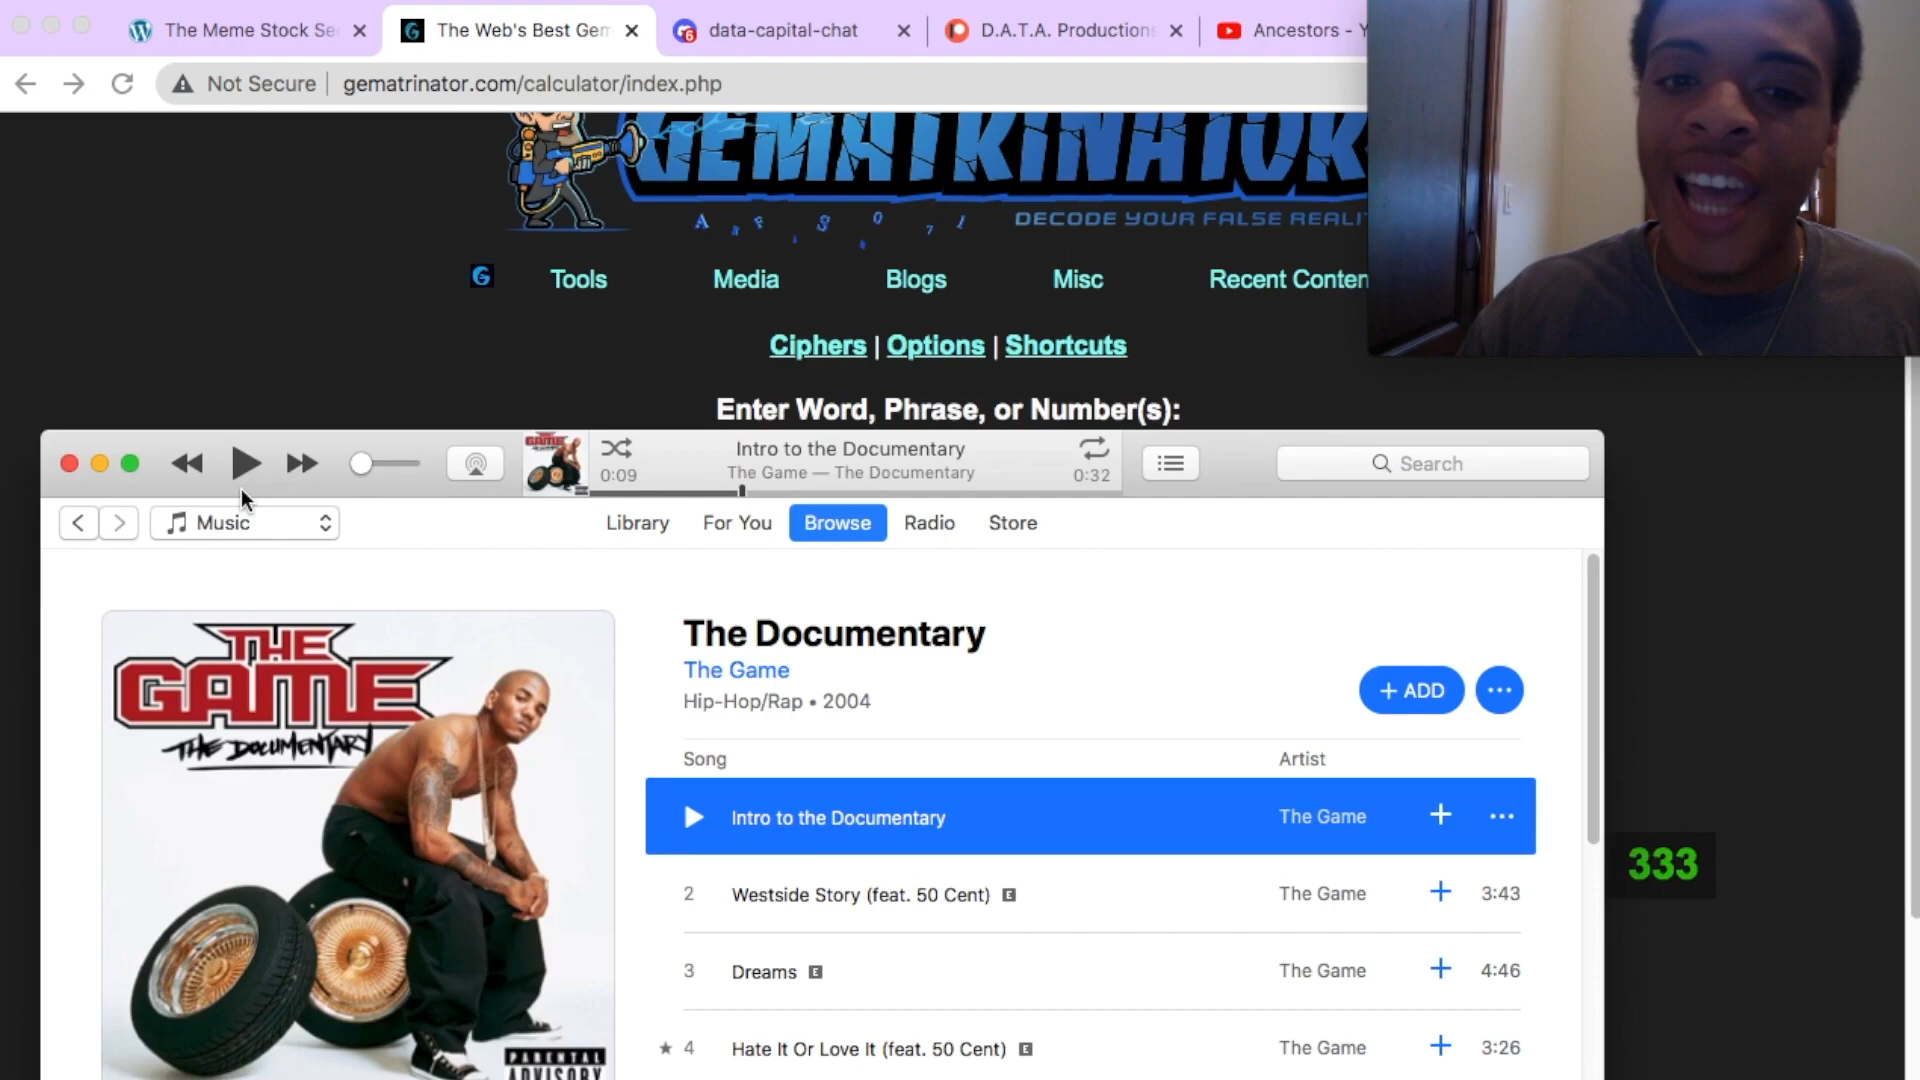 The Meme Stock Se
The Web's Best Gem
data-capital-chat
D.A.T.A. Productions
Ancestors - Y
Not Secure
gematrinator.com/calculator/index.php
GEMATRINATOR
DECODE YOUR FALSE REALI
Tools
Media
Blogs
Misc
Recent Conten
Ciphers | Options | Shortcuts
Enter Word, Phrase, or Number(s):
0:09
Intro to the Documentary
The Game — The Documentary
0:32
Search
Music
Library
For You
Browse
Radio
Store
THE
GAME
THE DOCUMENTARY
PARENTAL
ADVISORY
The Documentary
The Game
Hip-Hop/Rap • 2004
+ ADD
Song
Artist
Intro to the Documentary
The Game
2
Westside Story (feat. 50 Cent) E
The Game
3:43
3
Dreams E
The Game
4:46
★ 4
Hate It Or Love It (feat. 50 Cent) E
The Game
3:26
333